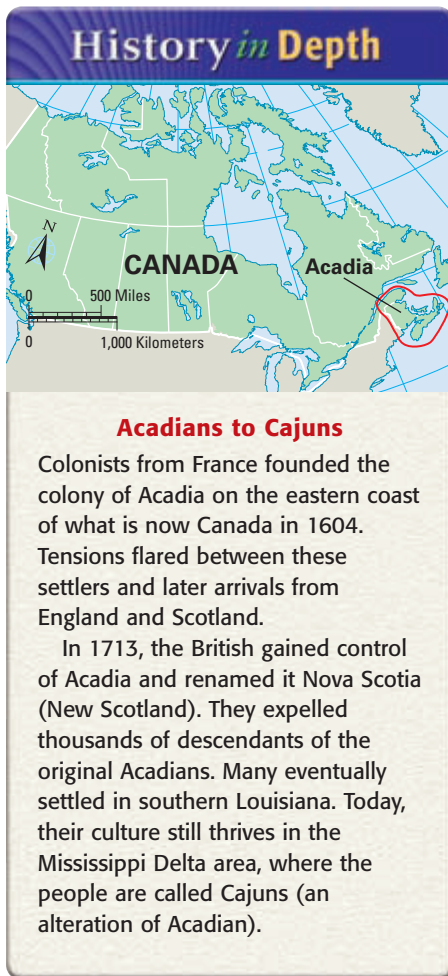 History in Depth
N
CANADA
Acadia
0 500 Miles
0 1,000 Kilometers
Acadians to Cajuns
Colonists from France founded the
colony of Acadia on the eastern coast
of what is now Canada in 1604.
Tensions flared between these
settlers and later arrivals from
England and Scotland.
In 1713, the British gained control
of Acadia and renamed it Nova Scotia
(New Scotland). They expelled
thousands of descendants of the
original Acadians. Many eventually
settled in southern Louisiana. Today,
their culture still thrives in the
Mississippi Delta area, where the
people are called Cajuns (an
alteration of Acadian).